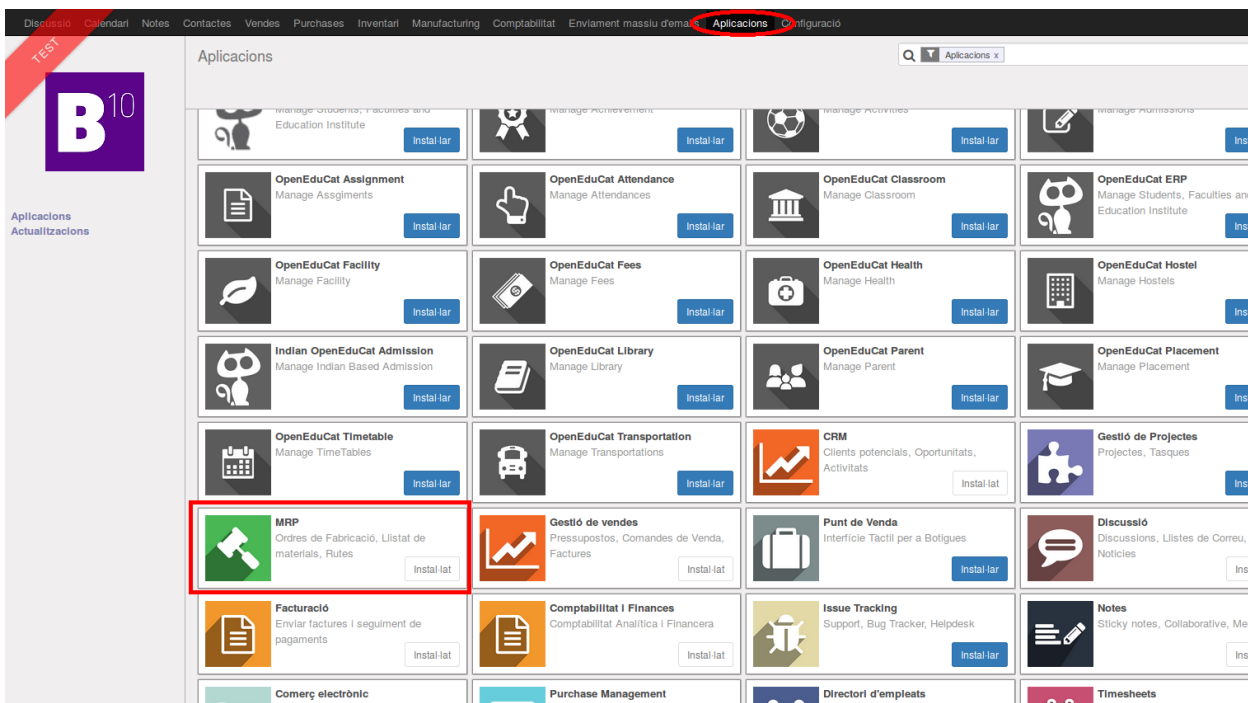 Discussió Calendari Notes Contactes Vendes Purchases Inventari Manufacturing Comptabilitat Enviament massiu d'emails Aplicacions Configuració
TEST
B10
Aplicacions
Aplicacions x
Aplicacions
Actualitzacions
Manage Students, Faculties and
Education Institute
Instal·lar
Manage Achievement
Instal·lar
Manage Activities
Instal·lar
Manage Admissions
Ins
OpenEduCat Assignment
Manage Assgiments
Instal·lar
OpenEduCat Attendance
Manage Attendances
Instal·lar
OpenEduCat Classroom
Manage Classroom
Instal·lar
OpenEduCat ERP
Manage Students, Faculties and
Education Institute
Ins
OpenEduCat Facility
Manage Facility
Instal·lar
OpenEduCat Fees
Manage Fees
Instal·lar
OpenEduCat Health
Manage Health
Instal·lar
OpenEduCat Hostel
Manage Hostels
Ins
Indian OpenEduCat Admission
Manage Indian Based Admission
Instal·lar
OpenEduCat Library
Manage Library
Instal·lar
OpenEduCat Parent
Manage Parent
Instal·lar
OpenEduCat Placement
Manage Placement
Ins
OpenEduCat Timetable
Manage TimeTables
Instal·lar
OpenEduCat Transportation
Manage Transportations
Instal·lar
CRM
Clients potencials, Oportunitats,
Activitats
Instal·lat
Gestió de Projectes
Projectes, Tasques
Ins
MRP
Ordres de Fabricació, Llistat de
materials, Rutes
Instal·lat
Gestió de vendes
Pressupostos, Comandes de Venda,
Factures
Instal·lat
Punt de Venda
Interfície Tàctil per a Botigues
Instal·lar
Discussió
Discussions, Llistes de Correu,
Notícies
Ins
Facturació
Enviar factures i seguiment de
pagaments
Instal·lat
Comptabilitat i Finances
Comptabilitat Analítica i Financera
Instal·lat
Issue Tracking
Support, Bug Tracker, Helpdesk
Instal·lar
Notes
Sticky notes, Collaborative, Me
Ins
Comerç electrònic
Purchase Management
Directori d'empleats
Timesheets